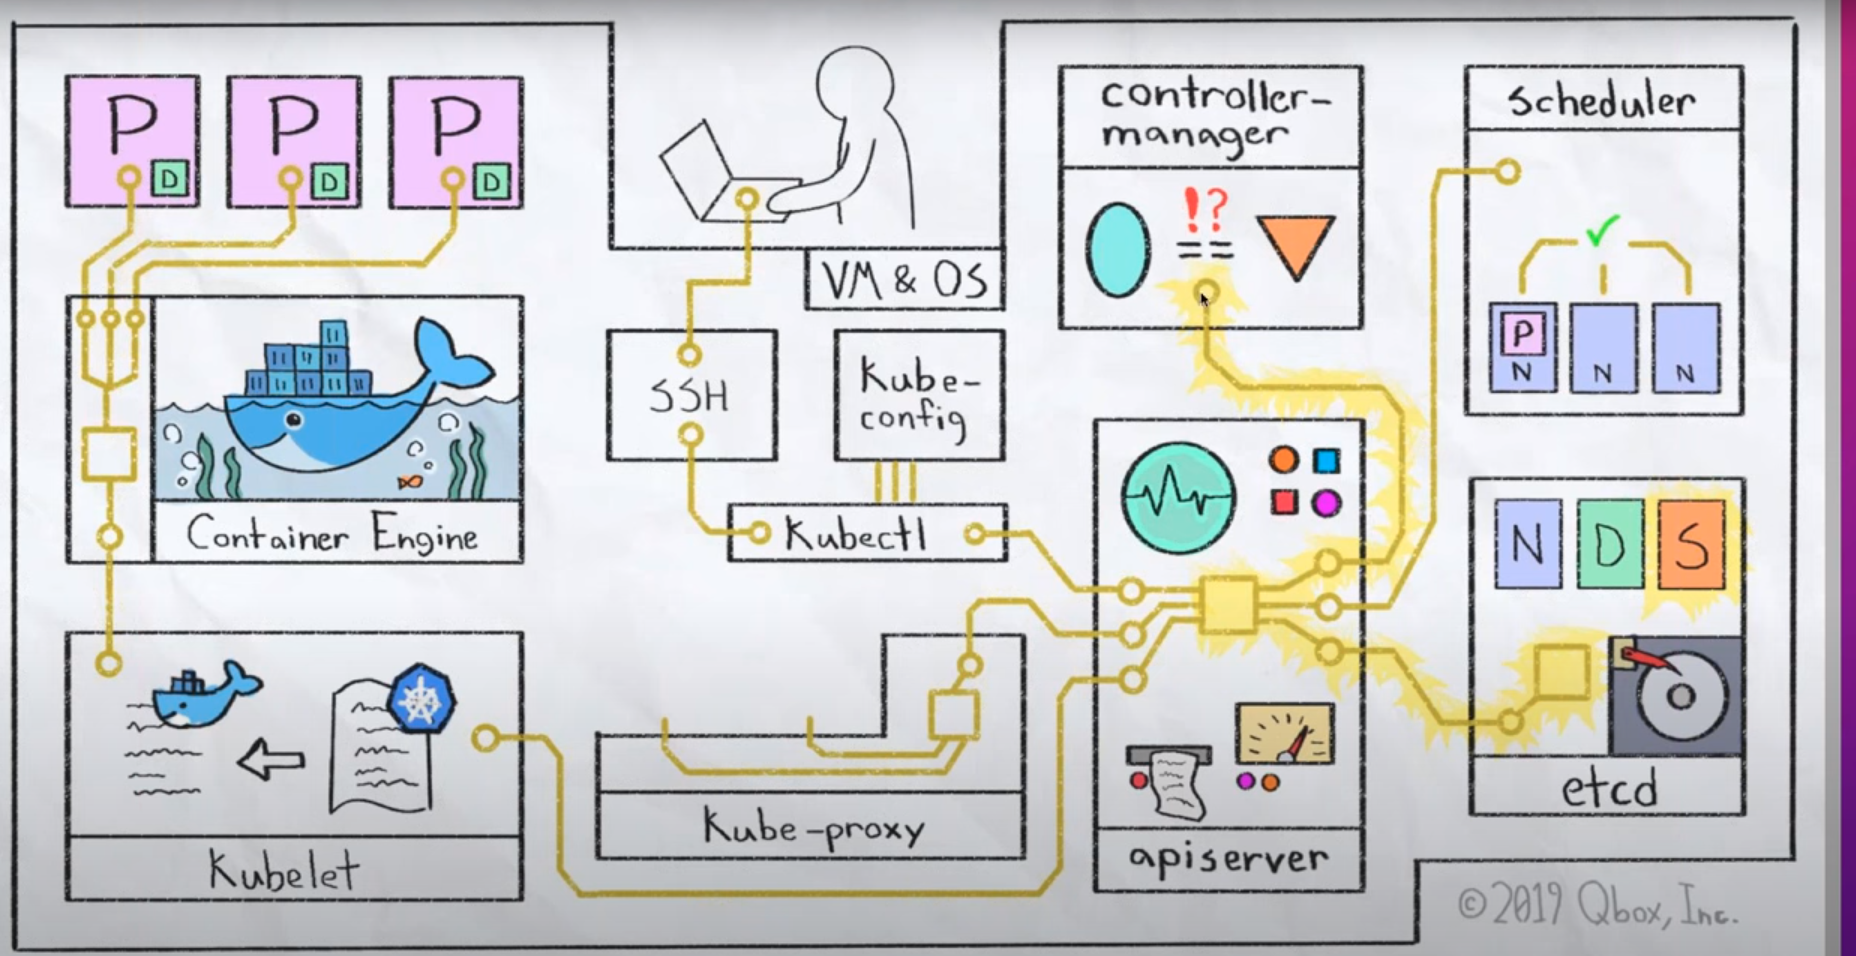 P
D
P
D
P
D
VM & OS
controller-
manager
!?
==
scheduler
P
N
N
N
SSH
Kube-
config
Container Engine
Kubectl
N
D
S
etcd
Kubelet
Kube-proxy
apiserver
©2019 Qbox, Inc.